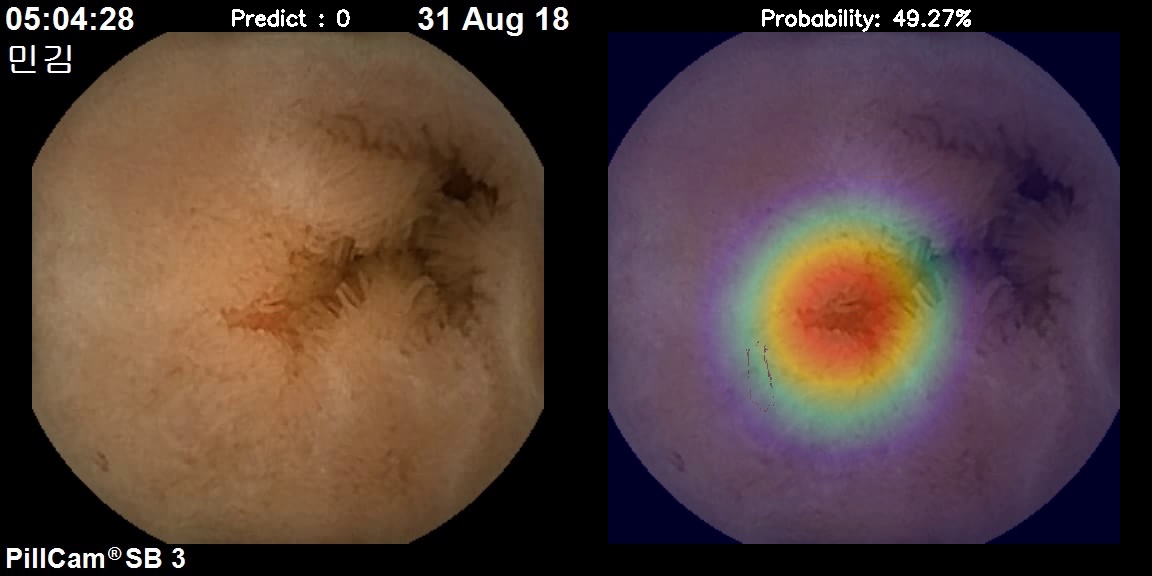 05:04:28
Predict : 0
31 Aug 18
Probability: 49.27%
민김
PillCam® SB 3